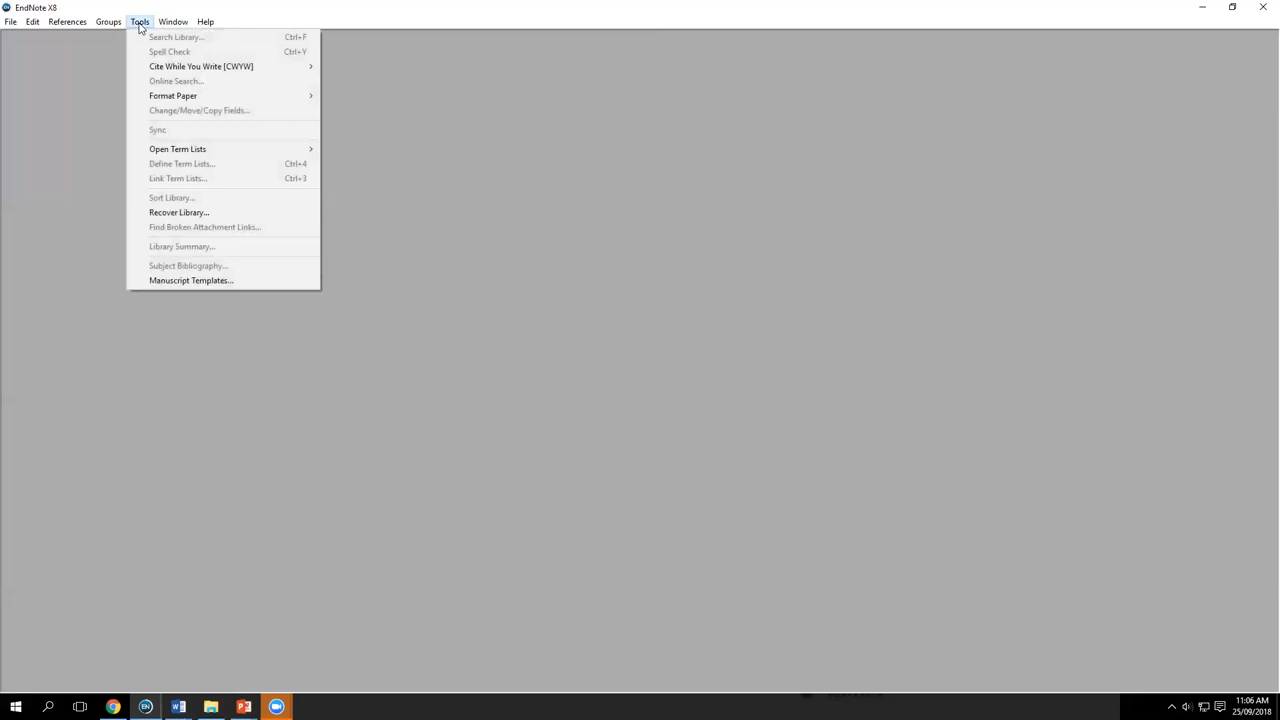 EndNote X8
File Edit References Groups Tools Window Help
Search Library... Ctrl+F
Spell Check Ctrl+Y
Cite While You Write [CWYW]
Online Search...
Format Paper
Change/Move/Copy Fields...
Sync
Open Term Lists
Define Term Lists... Ctrl+4
Link Term Lists... Ctrl+3
Sort Library...
Recover Library...
Find Broken Attachment Links...
Library Summary...
Subject Bibliography...
Manuscript Templates...
11:06 AM
25/09/2018